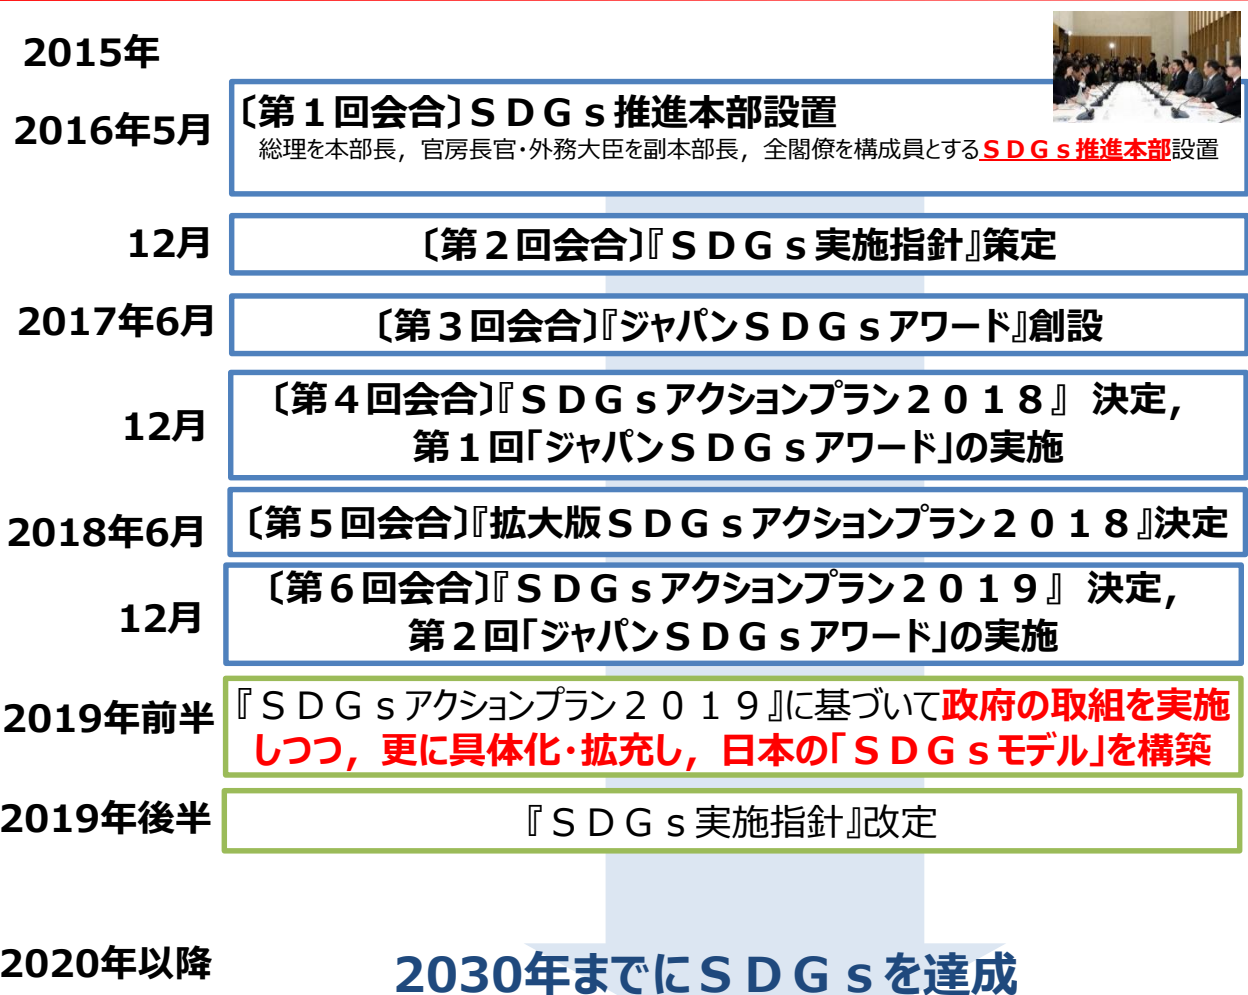 2015年
2016年5月
〔第１回会合〕ＳＤＧｓ推進本部設置
総理を本部長，官房長官・外務大臣を副本部長，全閣僚を構成員とするＳＤＧｓ推進本部設置
12月
〔第２回会合〕『ＳＤＧｓ実施指針』策定
2017年6月
〔第３回会合〕『ジャパンＳＤＧｓアワード』創設
12月
〔第４回会合〕『ＳＤＧｓアクションプラン２０１８』 決定，
第１回「ジャパンＳＤＧｓアワード」の実施
2018年6月
〔第５回会合〕『拡大版ＳＤＧｓアクションプラン２０１８』決定
12月
〔第６回会合〕『ＳＤＧｓアクションプラン２０１９』 決定，
第２回「ジャパンＳＤＧｓアワード」の実施
2019年前半
『ＳＤＧｓアクションプラン２０１９』に基づいて政府の取組を実施
しつつ，更に具体化・拡充し，日本の「ＳＤＧｓモデル」を構築
2019年後半
『ＳＤＧｓ実施指針』改定
2020年以降
2030年までにＳＤＧｓを達成